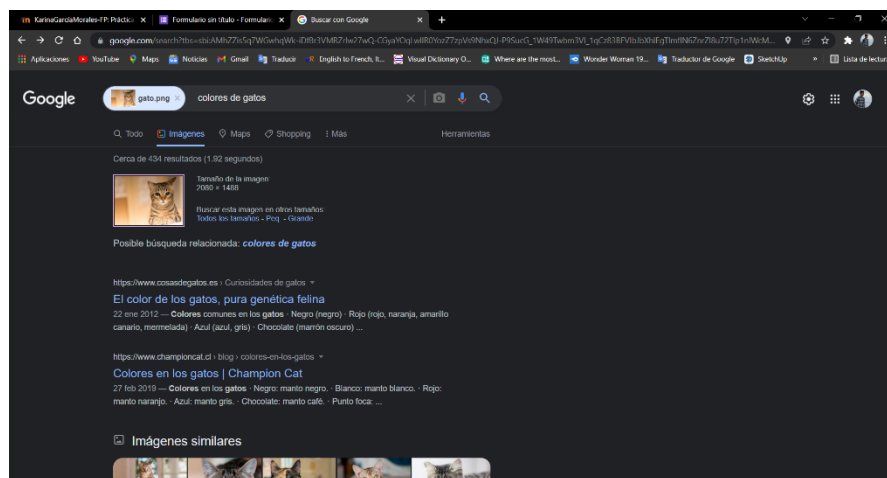 KarinaGarciaMorales-FP: Práctica
Formulario sin título - Formulario
Buscar con Google
google.com/search?tbs=sbi:
Aplicaciones
YouTube
Maps
Noticias
Gmail
Traducir
English to French, It...
Visual Dictionary O...
Where are the most...
Wonder Woman 19...
Traductor de Google
SketchUp
»
Lista de lectur
Google
gato.png
colores de gatos
Todo
Imágenes
Maps
Shopping
Más
Herramientas
Cerca de 434 resultados (1.92 segundos)
Tamaño de la imagen:
2080 × 1488
Buscar esta imagen en otros tamaños:
Todos los tamaños - Peq. - Grande
Posible búsqueda relacionada: colores de gatos
https://www.cosasdegatos.es › Curiosidades de gatos
El color de los gatos, pura genética felina
22 ene 2012 — Colores comunes en los gatos · Negro (negro) · Rojo (rojo, naranja, amarillo
canario, mermelada) · Azul (azul, gris) · Chocolate (marrón oscuro) ...
https://www.championcat.cl › blog › colores-en-los-gatos
Colores en los gatos | Champion Cat
27 feb 2019 — Colores en los gatos · Negro: manto negro. · Blanco: manto blanco. · Rojo:
manto naranjo. · Azul: manto gris. · Chocolate: manto café. · Punto foca: ...
Imágenes similares